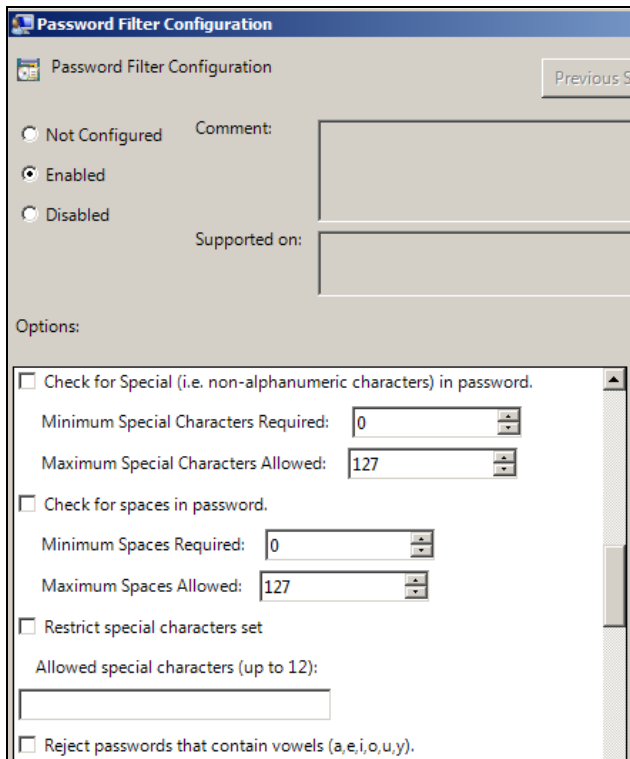 Password Filter Configuration
Password Filter Configuration
Previous S
Not Configured
Comment:
Enabled
Disabled
Supported on:
Options:
Check for Special (i.e. non-alphanumeric characters) in password.
Minimum Special Characters Required: 0
Maximum Special Characters Allowed: 127
Check for spaces in password.
Minimum Spaces Required: 0
Maximum Spaces Allowed: 127
Restrict special characters set
Allowed special characters (up to 12):
Reject passwords that contain vowels (a,e,i,o,u,y).